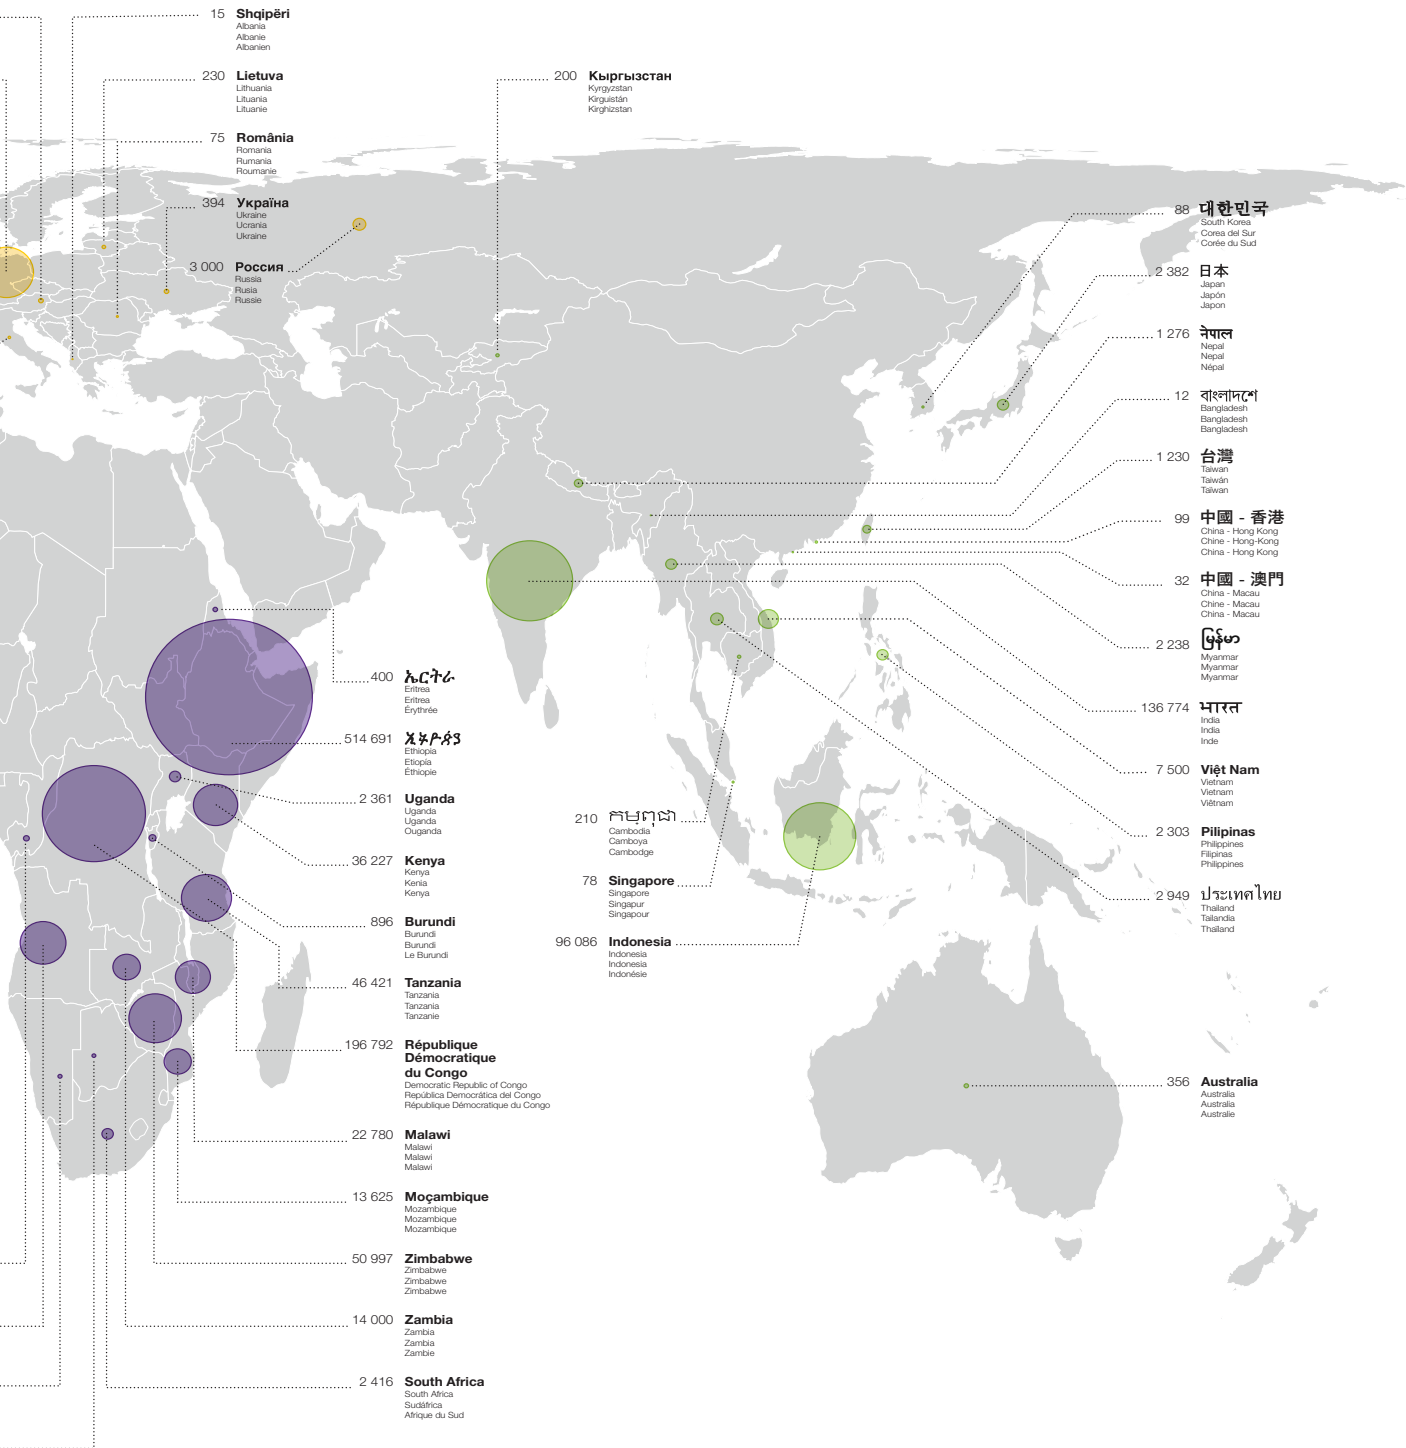 15 Shqipëri
Albania
Albanie
Albanien
230 Lietuva
Lithuania
Lituania
Lituanie
75 România
Romania
Rumania
Roumanie
394 Україна
Ukraine
Ucrania
Ukraine
3 000 Россия
Russia
Rusia
Russie
200 Кыргызстан
Kyrgyzstan
Kirguistán
Kirghizstan
88 대한민국
South Korea
Corea del Sur
Corée du Sud
2 382 日本
Japan
Japón
Japon
1 276 नेपाल
Nepal
Nepal
Népal
12 বাংলাদশে
Bangladesh
Bangladesh
Bangladesh
1 230 台灣
Taiwan
Taiwán
Taïwan
99 中國 - 香港
China - Hong Kong
Chine - Hong-Kong
China - Hong Kong
32 中國 - 澳門
China - Macau
Chine - Macau
China - Macau
2 238 မြန်မာ
Myanmar
Myanmar
Myanmar
136 774 भारत
India
India
Inde
7 500 Việt Nam
Vietnam
Vietnam
Viêtnam
2 303 Pilipinas
Philippines
Filipinas
Philippines
2 949 ประเทศไทย
Thailand
Tailandia
Thaïland
400 ኤርትራ
Eritrea
Eritrea
Érythrée
514 691 ኢትዮጵያ
Ethiopia
Etiopía
Éthiopie
2 361 Uganda
Uganda
Uganda
Ouganda
36 227 Kenya
Kenya
Kenia
Kenya
896 Burundi
Burundi
Burundi
Le Burundi
46 421 Tanzania
Tanzania
Tanzania
Tanzanie
196 792 République
Démocratique
du Congo
Democratic Republic of Congo
República Democrática del Congo
République Démocratique du Congo
22 780 Malawi
Malawi
Malawi
Malawi
13 625 Moçambique
Mozambique
Mozambique
Mozambique
50 997 Zimbabwe
Zimbabwe
Zimbabwe
Zimbabwe
14 000 Zambia
Zambia
Zambia
Zambie
2 416 South Africa
South Africa
Sudáfrica
Afrique du Sud
210 កម្ពុជា
Cambodia
Camboya
Cambodge
78 Singapore
Singapore
Singapur
Singapour
96 086 Indonesia
Indonesia
Indonesia
Indonésie
356 Australia
Australia
Australia
Australie